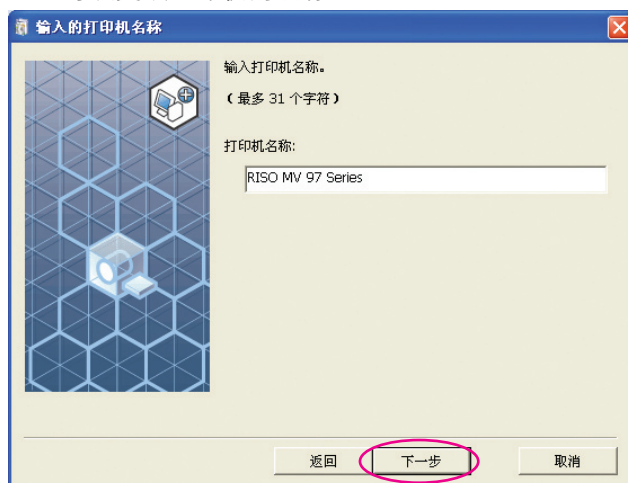 输入的打印机名称
输入打印机名称。
（最多 31 个字符）
打印机名称:
RISO MV 97 Series
返回
下一步
取消